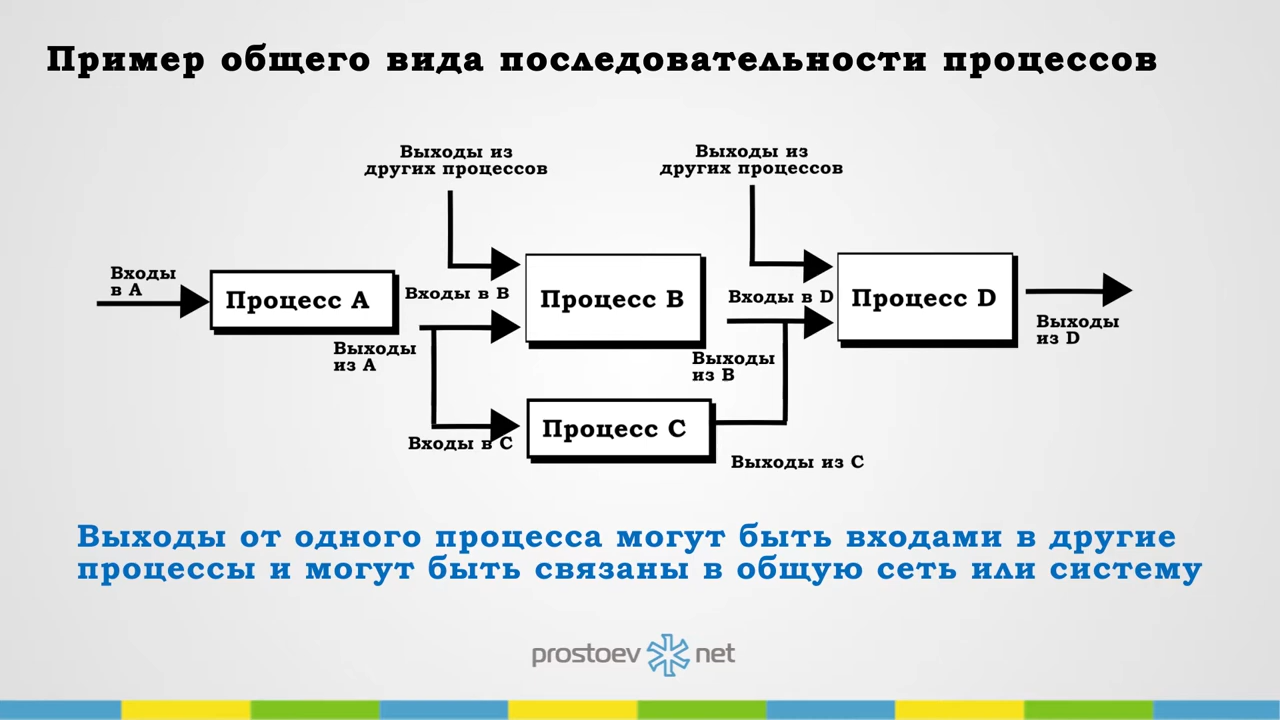 Пример общего вида последовательности процессов
Выходы из
других процессов
Выходы из
других процессов
Входы
в А
Процесс А
Входы в В
Процесс В
Входы в D
Процесс D
Выходы
из А
Выходы
из В
Выходы
из D
Входы в С
Процесс С
Выходы из С
Выходы от одного процесса могут быть входами в другие
процессы и могут быть связаны в общую сеть или систему
prostoev net